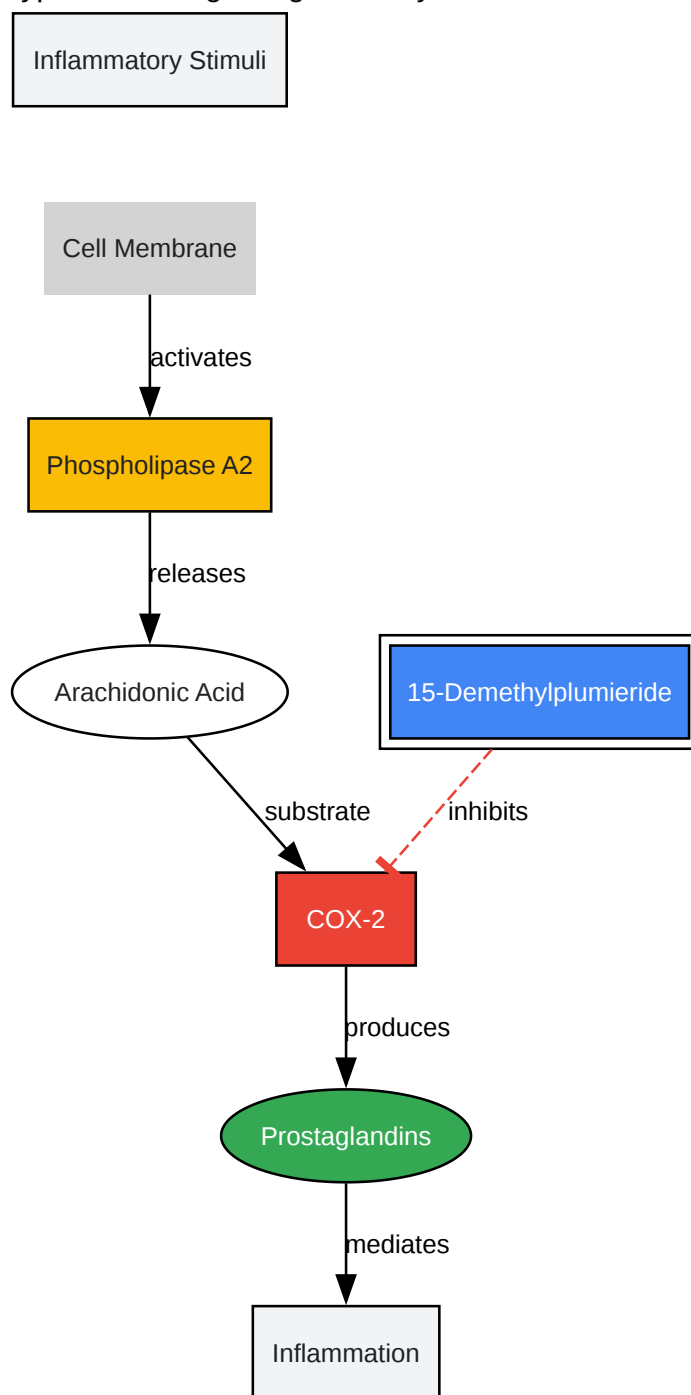 Inflammatory Stimuli
Cell Membrane
activates
Phospholipase A2
releases
Arachidonic Acid
15-Demethylplumieride
substrate
inhibits
COX-2
produces
Prostaglandins
mediates
Inflammation